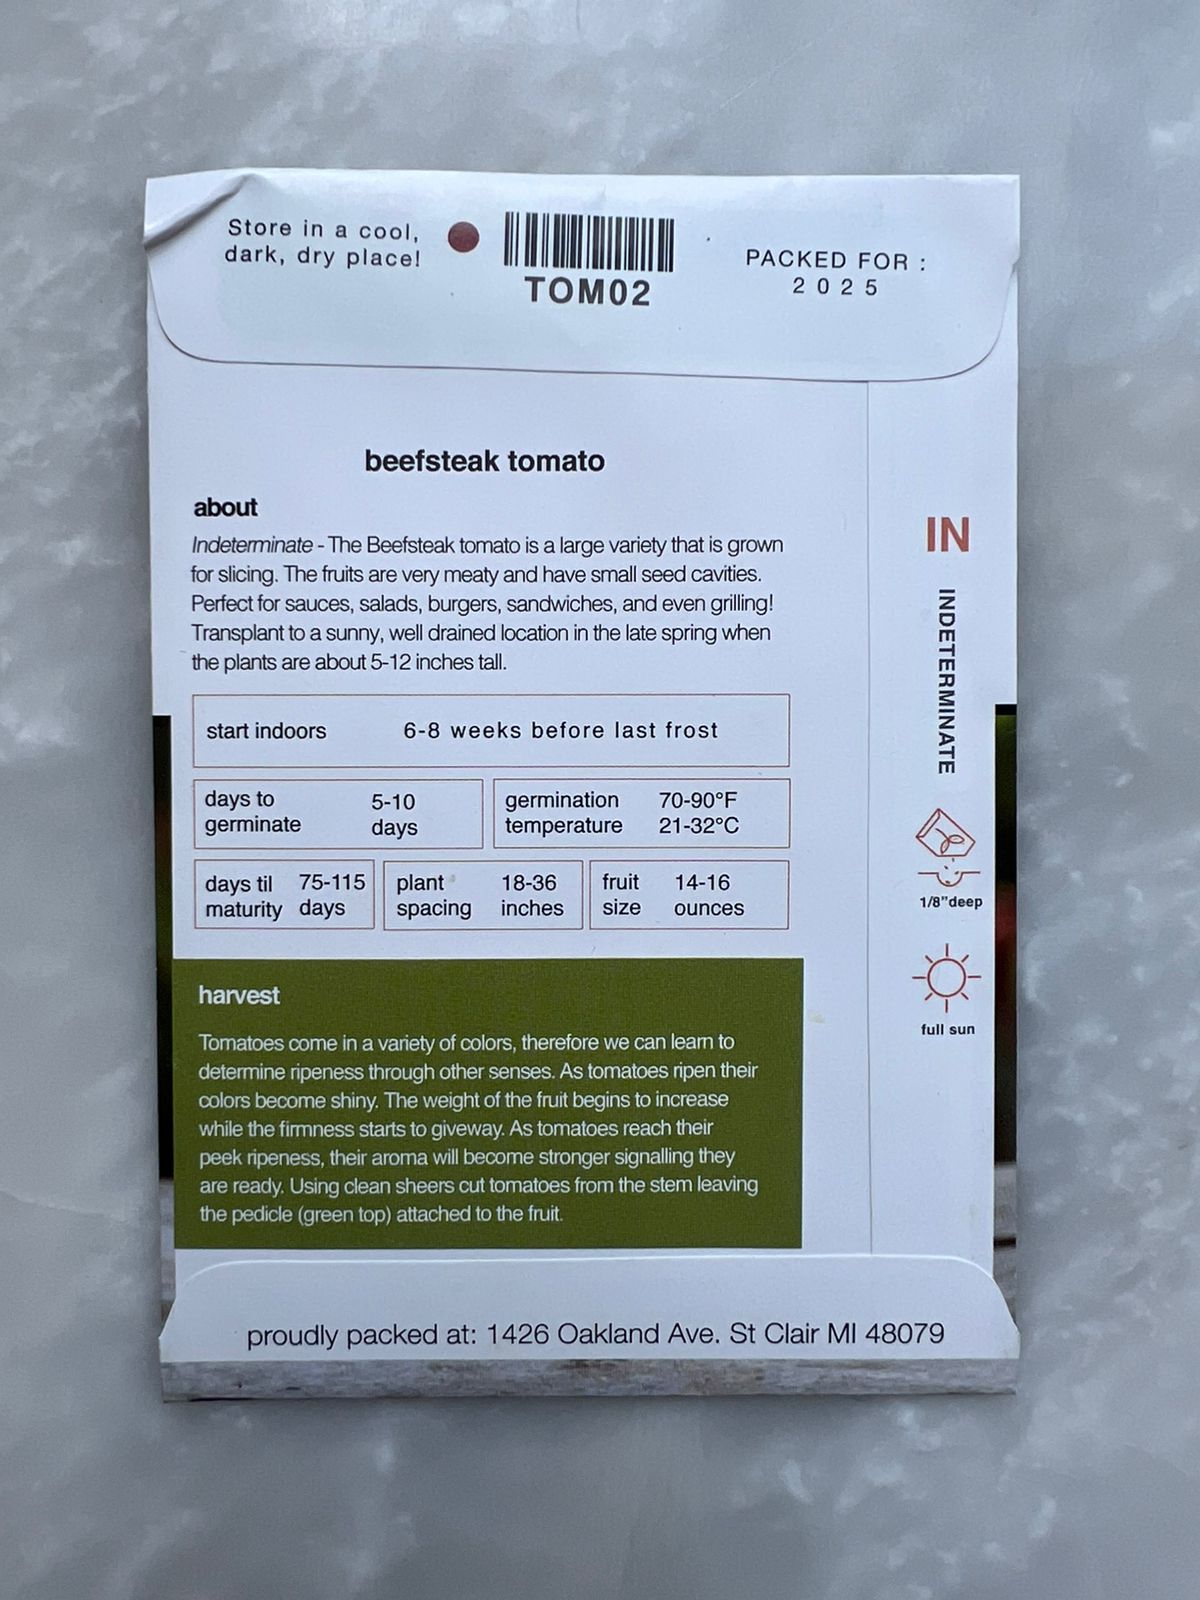 Store in a cool,
dark, dry place!
TOM02
PACKED FOR :
2025
beefsteak tomato
about
Indeterminate - The Beefsteak tomato is a large variety that is grown
for slicing. The fruits are very meaty and have small seed cavities.
Perfect for sauces, salads, burgers, sandwiches, and even grilling!
Transplant to a sunny, well drained location in the late spring when
the plants are about 5-12 inches tall.
start indoors 6-8 weeks before last frost
days to
germinate
5-10
days
germination
temperature
70-90°F
21-32°C
days til
maturity
75-115
days
plant
spacing
18-36
inches
fruit
size
14-16
ounces
harvest
Tomatoes come in a variety of colors, therefore we can learn to
determine ripeness through other senses. As tomatoes ripen their
colors become shiny. The weight of the fruit begins to increase
while the firmness starts to giveway. As tomatoes reach their
peek ripeness, their aroma will become stronger signalling they
are ready. Using clean sheers cut tomatoes from the stem leaving
the pedicle (green top) attached to the fruit.
IN
INDETERMINATE
1/8"deep
full sun
proudly packed at: 1426 Oakland Ave. St Clair MI 48079